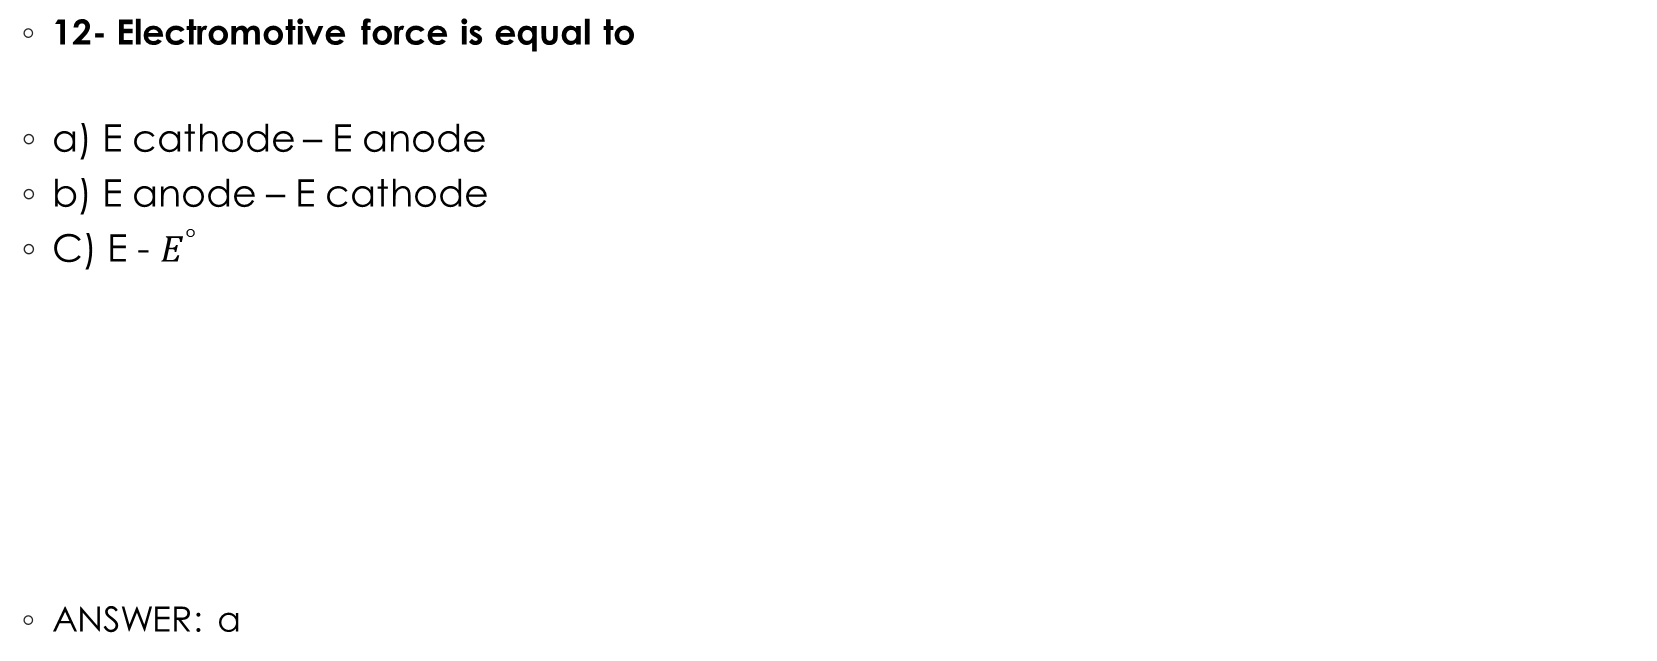 ◦ 12- Electromotive force is equal to
◦ a) E cathode – E anode
◦ b) E anode – E cathode
◦ C) E - E°
◦ ANSWER: a